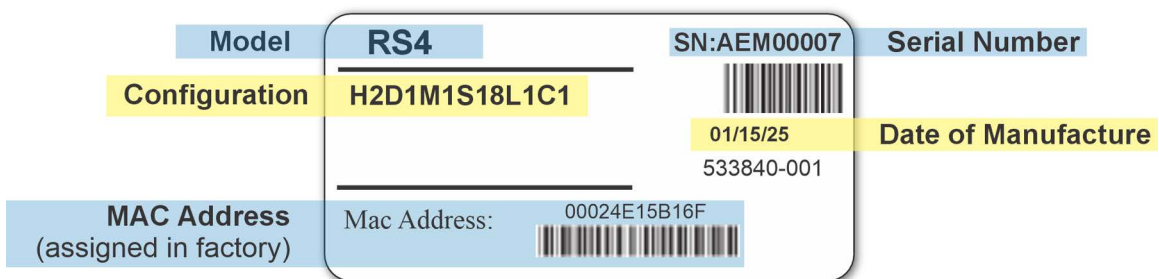 Model RS4 SN:AEM00007 Serial Number
Configuration H2D1M1S18L1C1
01/15/25 Date of Manufacture
533840-001
MAC Address Mac Address: 00024E15B16F
(assigned in factory)